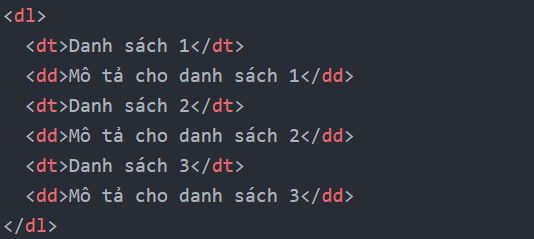 <dl>
<dt>Danh sách 1</dt>
<dd>Mô tả cho danh sách 1</dd>
<dt>Danh sách 2</dt>
<dd>Mô tả cho danh sách 2</dd>
<dt>Danh sách 3</dt>
<dd>Mô tả cho danh sách 3</dd>
</dl>